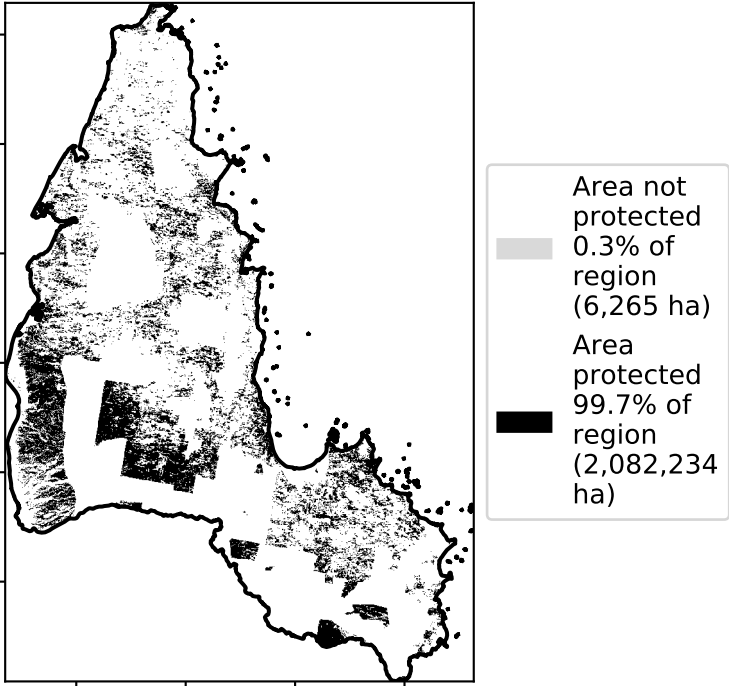 Area not
protected
0.3% of
region
(6,265 ha)
Area
protected
99.7% of
region
(2,082,234
ha)